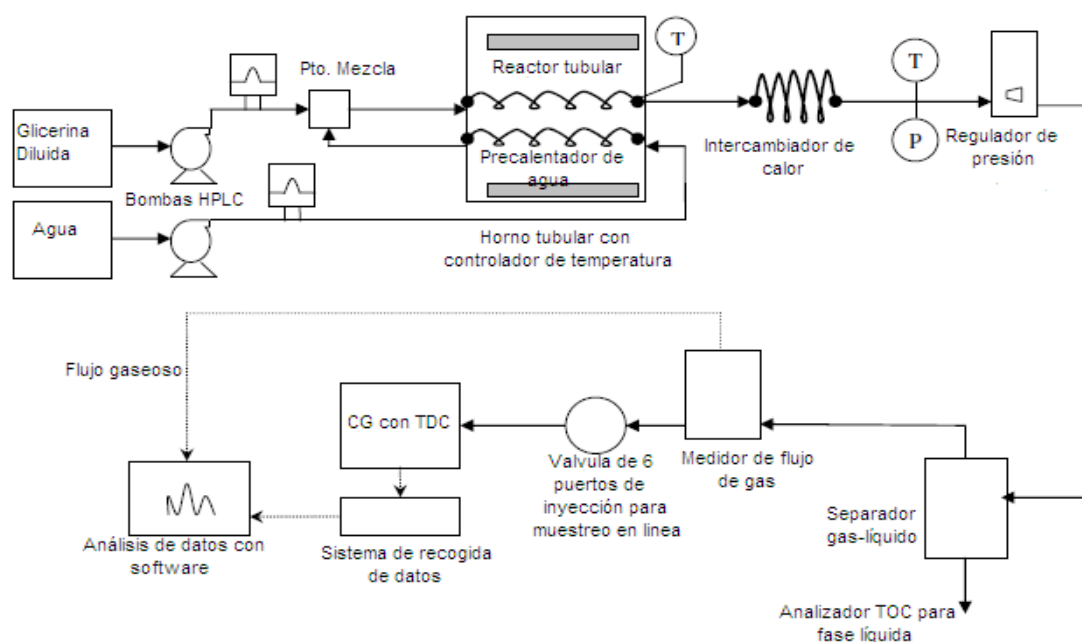 Glicerina
Diluida
Agua
Bombas HPLC
Pto. Mezcla
Reactor tubular
Precalentador de
agua
Horno tubular con
controlador de temperatura
T
Intercambiador de
calor
T
P
Regulador de
presión
Flujo gaseoso
CG con TDC
Análisis de datos con
software
Sistema de recogida
de datos
Valvula de 6
puertos de
inyección para
muestreo en linea
Medidor de flujo
de gas
Separador
gas-líquido
Analizador TOC para
fase líquida